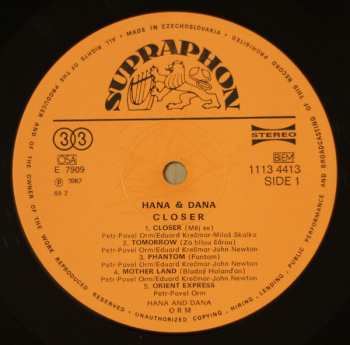 MADE IN CZECHOSLOVAKIA
ALL RIGHTS OF THE PRODUCER AND OF THE OWNER OF THE WORK REPRODUCED RESERVED • UNAUTHORIZED COPYING, HIRING, LENDING, PUBLIC PERFORMANCE AND BROADCASTING OF THIS RECORD PROHIBITED
SUPRAPHON
33
STEREO
OSA
E 7909
BIEM
1113 4413
SIDE 1
Ⓟ 1987
HANA & DANA
CLOSER
1. CLOSER (Měj se)
Petr-Pavel Orm/Eduard Krečmar-Miloš Skalka
2. TOMORROW (Za bílou čárou)
Petr-Pavel Orm/Eduard Krečmar-John Newton
3. PHANTOM (Fantom)
Petr-Pavel Orm/Eduard Krečmar-John Newton
4. MOTHER LAND (Bludný Holanďan)
Petr-Pavel Orm/Eduard Krečmar-John Newton
5. ORIENT EXPRESS
Petr-Pavel Orm
HANA AND DANA
ORM